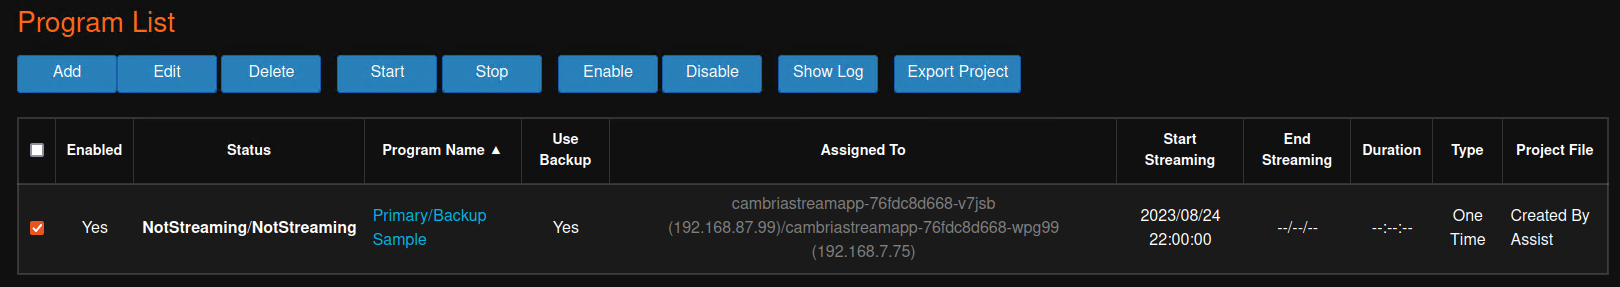 Program List
Add Edit Delete Start Stop Enable Disable Show Log Export Project
Enabled Status Program Name ▲ Use Backup Assigned To Start Streaming End Streaming Duration Type Project File
Yes NotStreaming/NotStreaming Primary/Backup Sample Yes cambriastreamapp-76fdc8d668-v7jsb (192.168.87.99)/cambriastreamapp-76fdc8d668-wpg99 (192.168.7.75) 2023/08/24 22:00:00 --/--/-- --:--:-- One Time Created By Assist